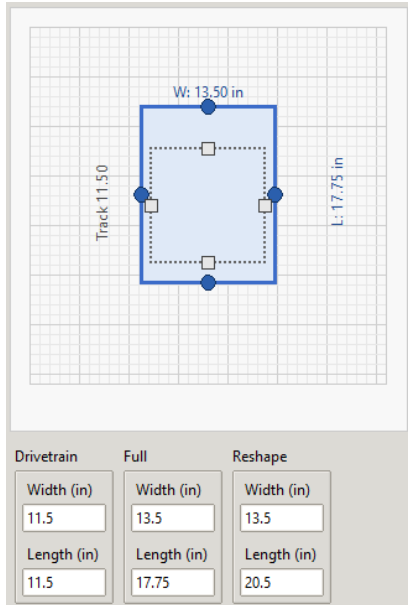 W: 13.50 in
Track 11.50
L: 17.75 in
Drivetrain Full Reshape
Width (in) Width (in) Width (in)
11.5 13.5 13.5
Length (in) Length (in) Length (in)
11.5 17.75 20.5